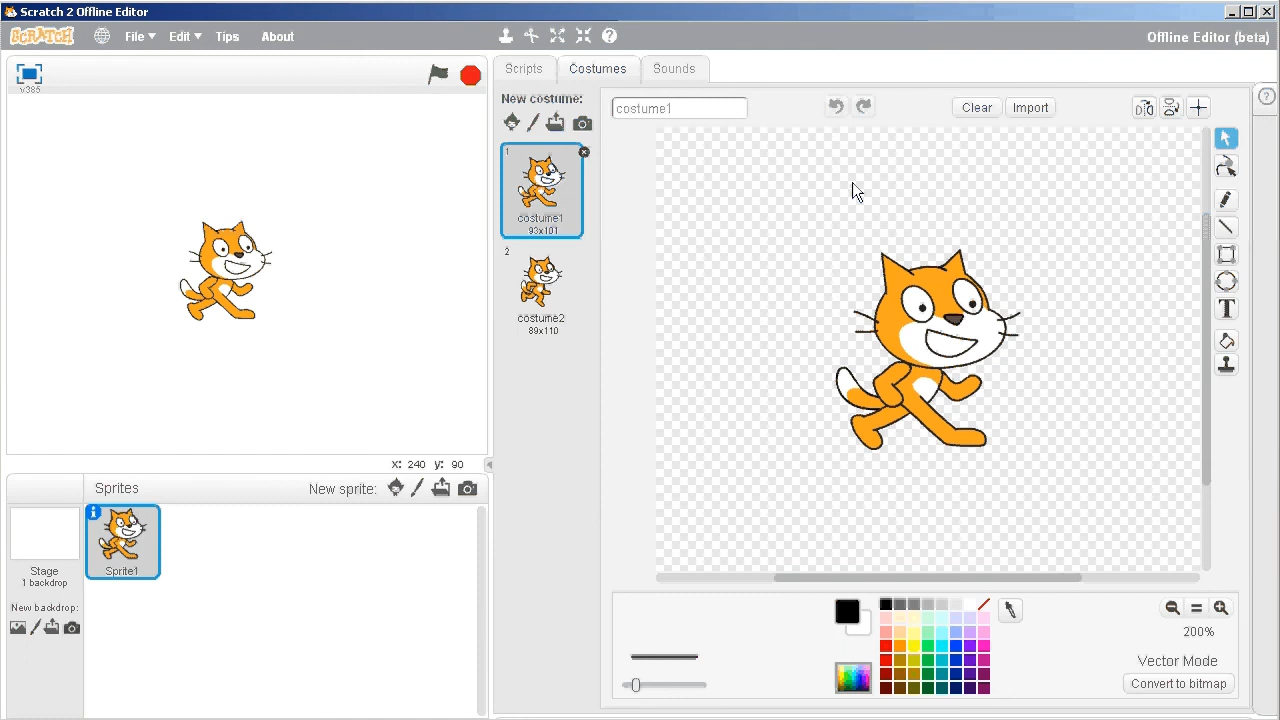 Scratch 2 Offline Editor
SCRATCH File Edit Tips About Offline Editor (beta)
v385
Scripts Costumes Sounds
New costume:
costume1 Clear Import
1
costume1
93x101
2
costume2
89x110
T
x: 240 y: 90
Sprites New sprite:
Sprite1
Stage
1 backdrop
New backdrop:
200%
Vector Mode
Convert to bitmap